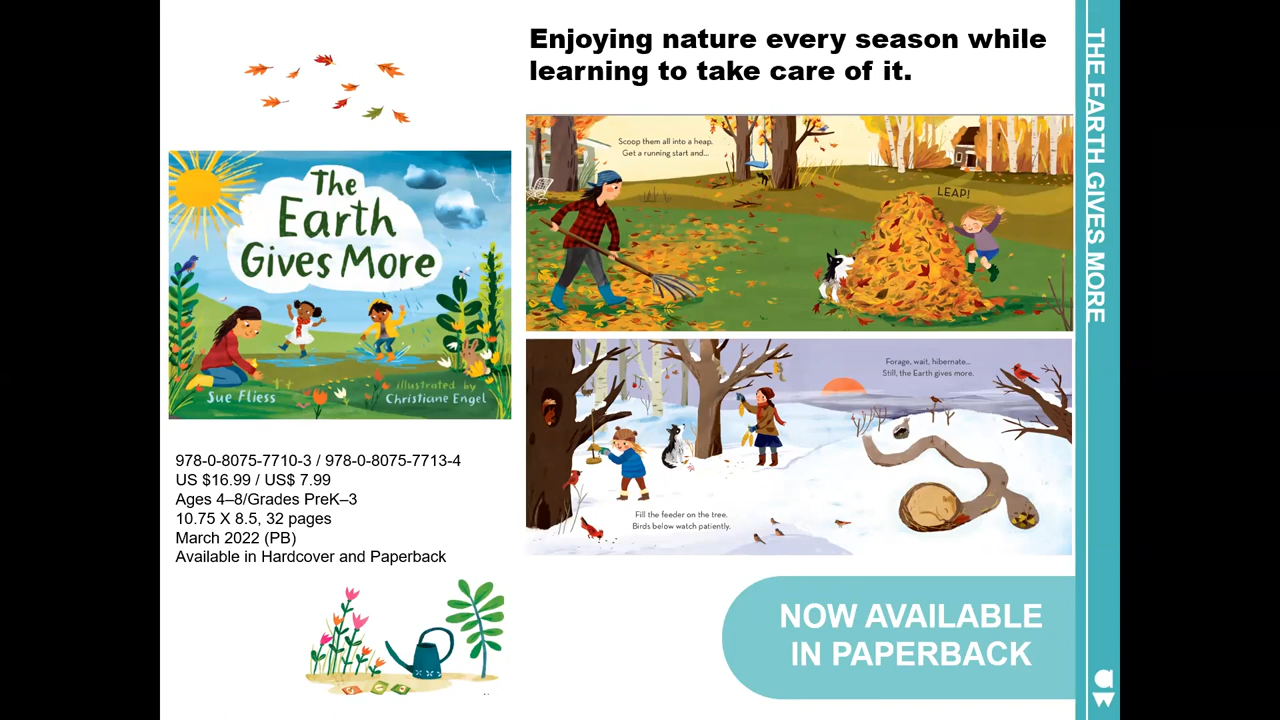 Enjoying nature every season while
learning to take care of it.
The
Earth
Gives More
Sue Fliess
illustrated by
Christiane Engel
978-0-8075-7710-3 / 978-0-8075-7713-4
US $16.99 / US$ 7.99
Ages 4–8/Grades PreK–3
10.75 X 8.5, 32 pages
March 2022 (PB)
Available in Hardcover and Paperback
Scoop them all into a heap.
Get a running start and...
LEAP!
Forage, wait, hibernate...
Still, the Earth gives more.
Fill the feeder on the tree.
Birds below watch patiently.
NOW AVAILABLE
IN PAPERBACK
THE EARTH GIVES MORE
aw